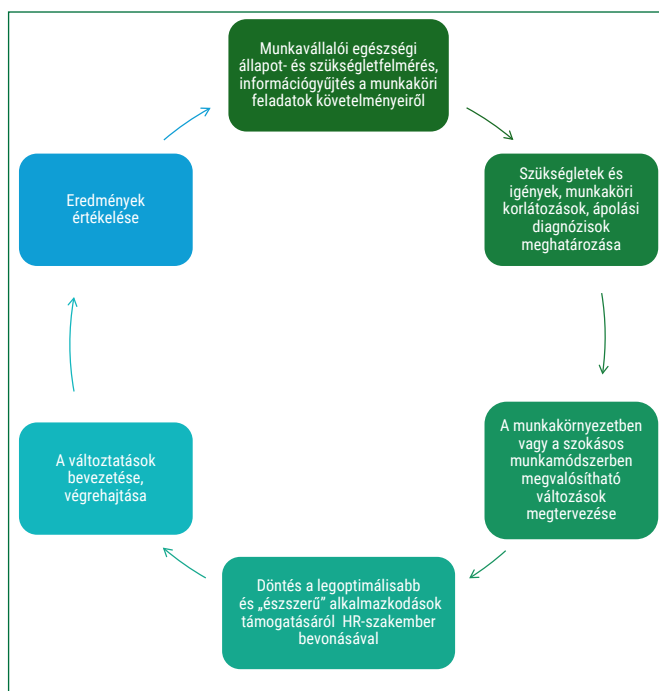 Munkavállalói egészségi
állapot- és szükségletfelmérés,
információgyűjtés a munkaköri
feladatok követelményeiről
Szükségletek és
igények, munkaköri
korlátozások, ápolási
diagnózisok
meghatározása
A munkakörnyezetben
vagy a szokásos
munkamódszerben
megvalósítható
változások
megtervezése
Döntés a legoptimálisabb
és „észszerű” alkalmazkodások
támogatásáról HR-szakember
bevonásával
A változtatások
bevezetése,
végrehajtása
Eredmények
értékelése